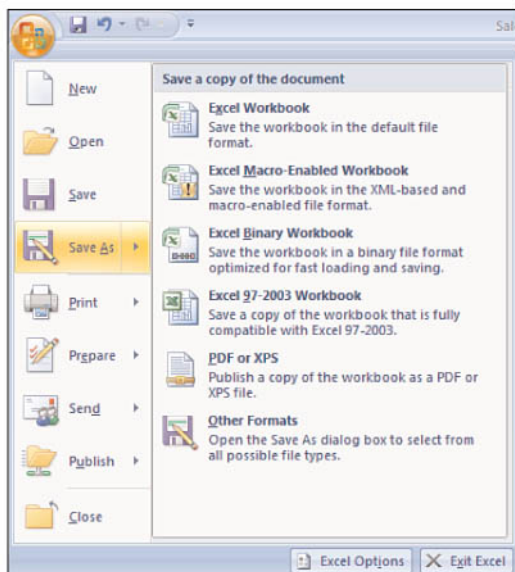 Sal
New
Open
Save
Save As
Print
Prepare
Send
Publish
Close
Save a copy of the document
Excel Workbook
Save the workbook in the default file
format.
Excel Macro-Enabled Workbook
Save the workbook in the XML-based and
macro-enabled file format.
Excel Binary Workbook
Save the workbook in a binary file format
optimized for fast loading and saving.
Excel 97-2003 Workbook
Save a copy of the workbook that is fully
compatible with Excel 97-2003.
PDF or XPS
Publish a copy of the workbook as a PDF or
XPS file.
Other Formats
Open the Save As dialog box to select from
all possible file types.
Excel Options
Exit Excel